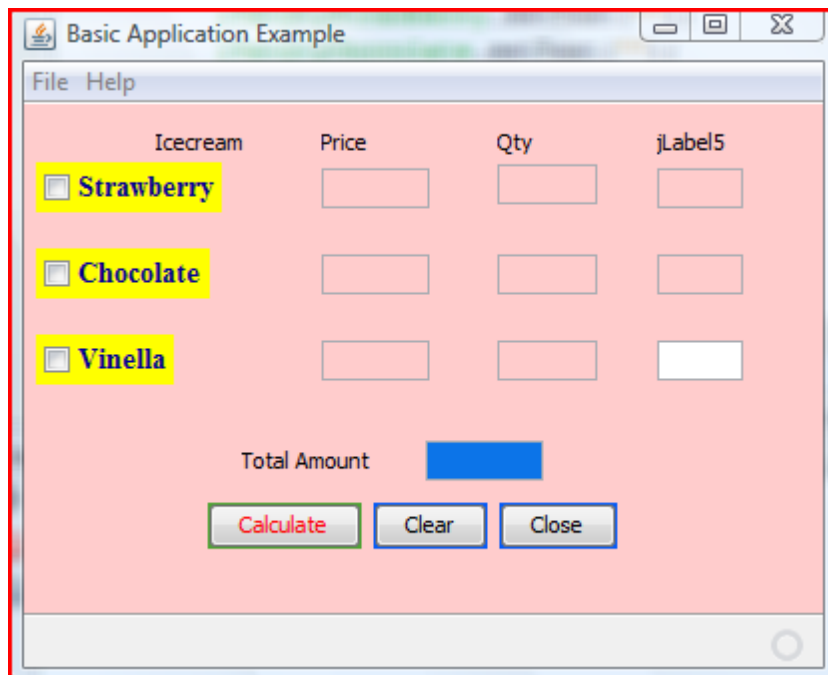 Basic Application Example
File Help
Icecream Price Qty jLabel5
Strawberry
Chocolate
Vinella
Total Amount
Calculate Clear Close